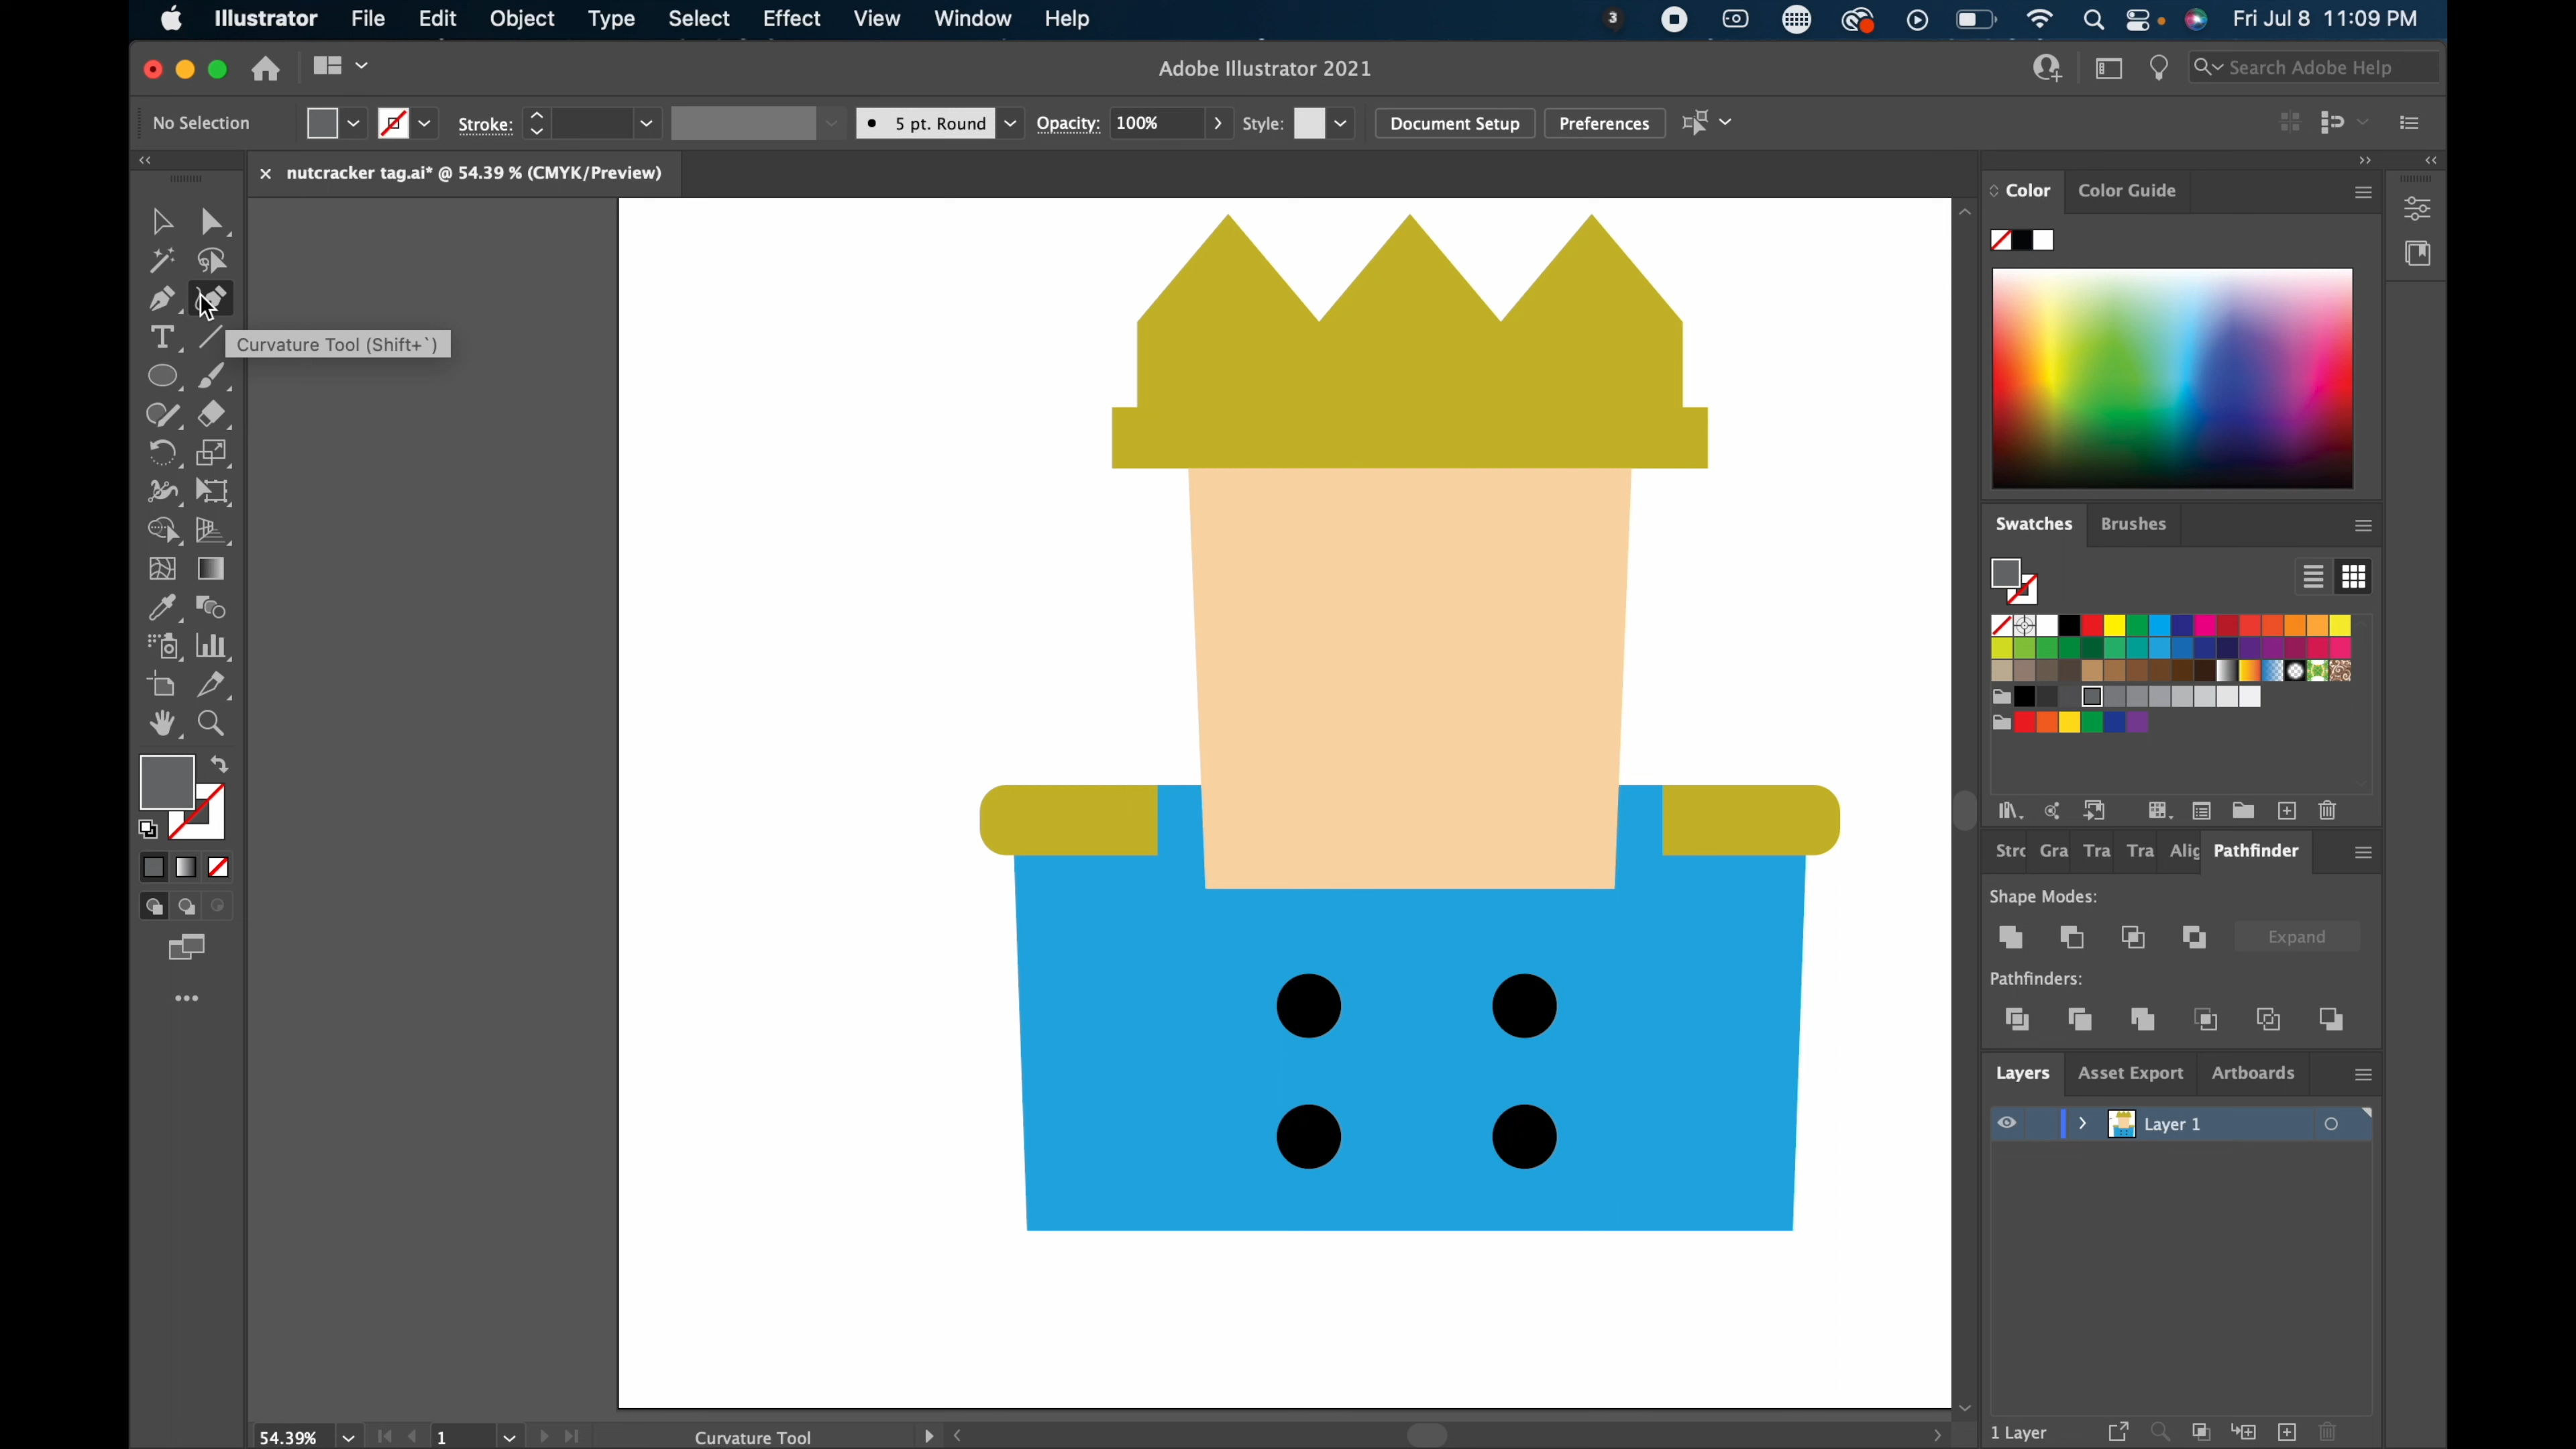 Illustrator File Edit Object Type Select Effect View Window Help 3 Fri Jul 8 11:09 PM
Adobe Illustrator 2021 Search Adobe Help
No Selection Stroke: 5 pt. Round Opacity: 100% Style: Document Setup Preferences
nutcracker tag.ai* @ 54.39 % (CMYK/Preview)
Color Color Guide
Curvature Tool (Shift+`)
Swatches Brushes
Strc Gra Tra Tra Alig Pathfinder
Shape Modes:
Expand
Pathfinders:
Layers Asset Export Artboards
Layer 1
54.39% 1 Curvature Tool 1 Layer